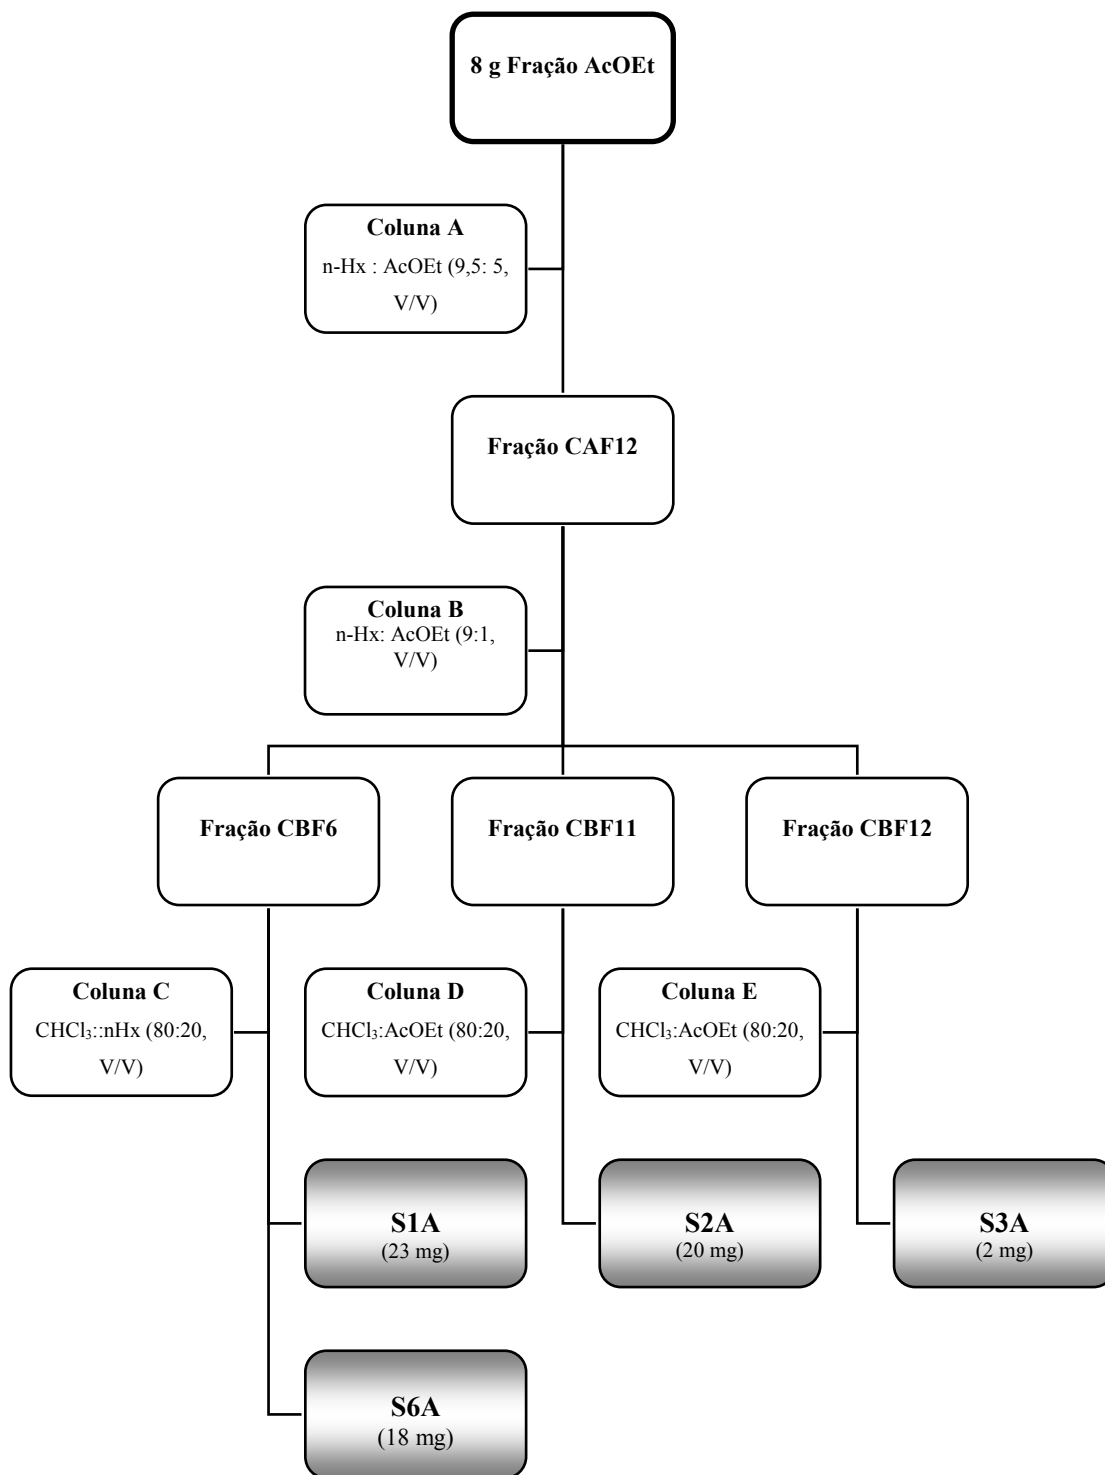 8 g Fração AcOEt
Coluna A
n-Hx : AcOEt (9,5: 5,
V/V)
Fração CAF12
Coluna B
n-Hx: AcOEt (9:1,
V/V)
Fração CBF6
Fração CBF11
Fração CBF12
Coluna C
CHCl₃::nHx (80:20,
V/V)
Coluna D
CHCl₃:AcOEt (80:20,
V/V)
Coluna E
CHCl₃:AcOEt (80:20,
V/V)
S1A
(23 mg)
S2A
(20 mg)
S3A
(2 mg)
S6A
(18 mg)